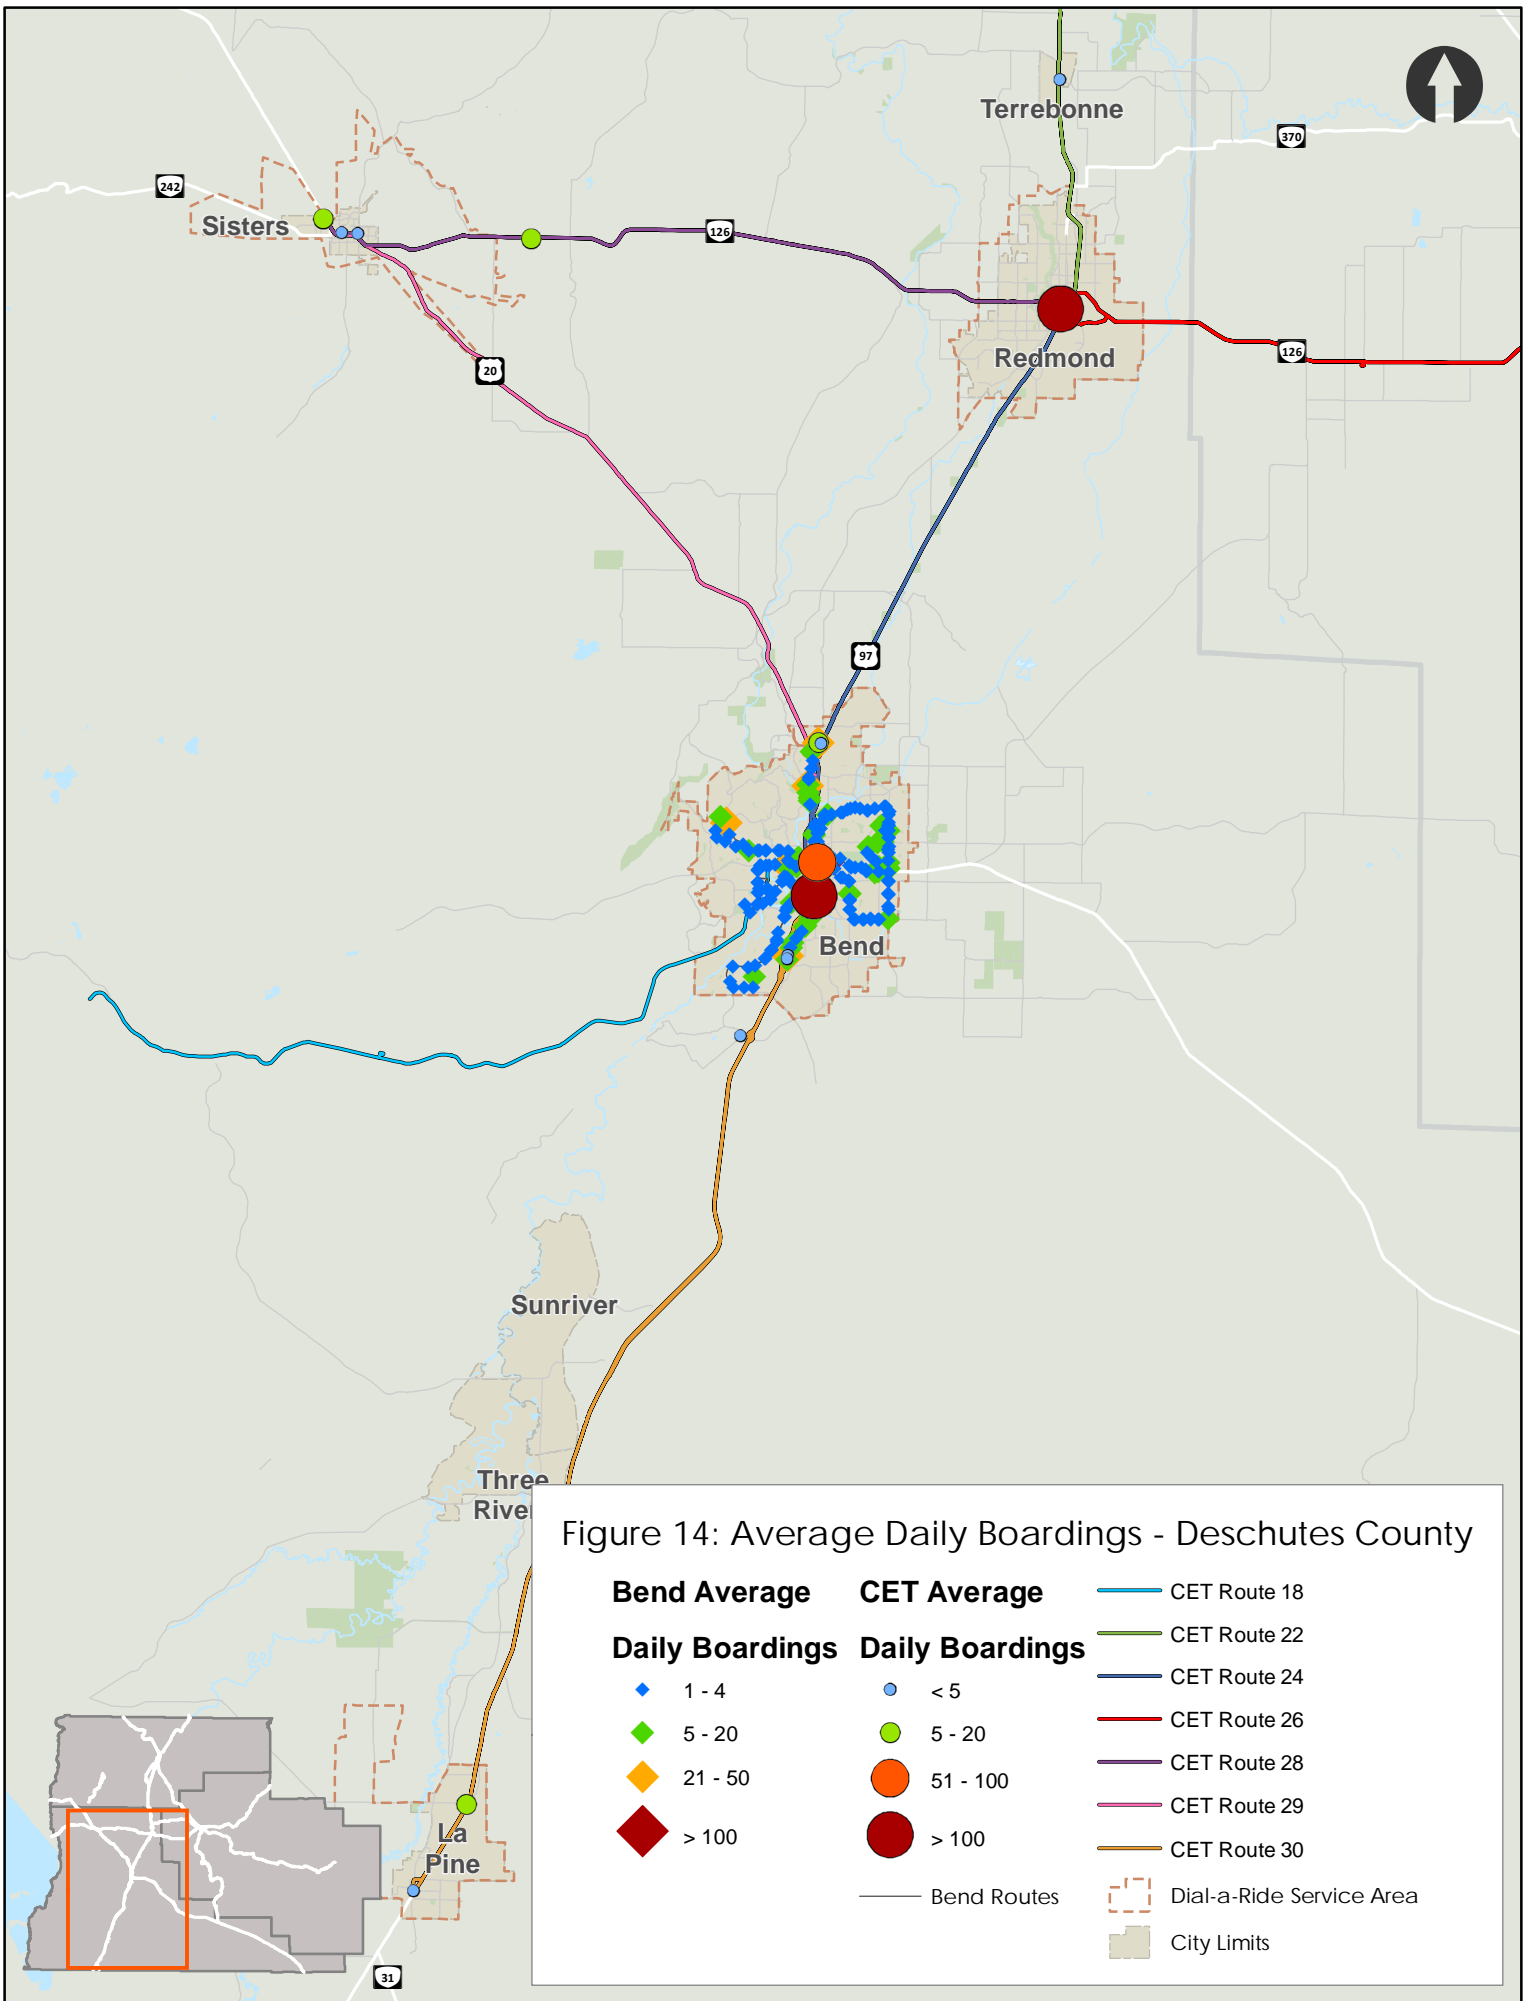 Terrebonne
370
242
Sisters
126
Redmond
126
20
97
Bend
Sunriver
Three
River
Figure 14: Average Daily Boardings - Deschutes County
Bend Average
Daily Boardings
1 - 4
5 - 20
21 - 50
> 100
CET Average
Daily Boardings
< 5
5 - 20
51 - 100
> 100
Bend Routes
CET Route 18
CET Route 22
CET Route 24
CET Route 26
CET Route 28
CET Route 29
CET Route 30
Dial-a-Ride Service Area
City Limits
La
Pine
31